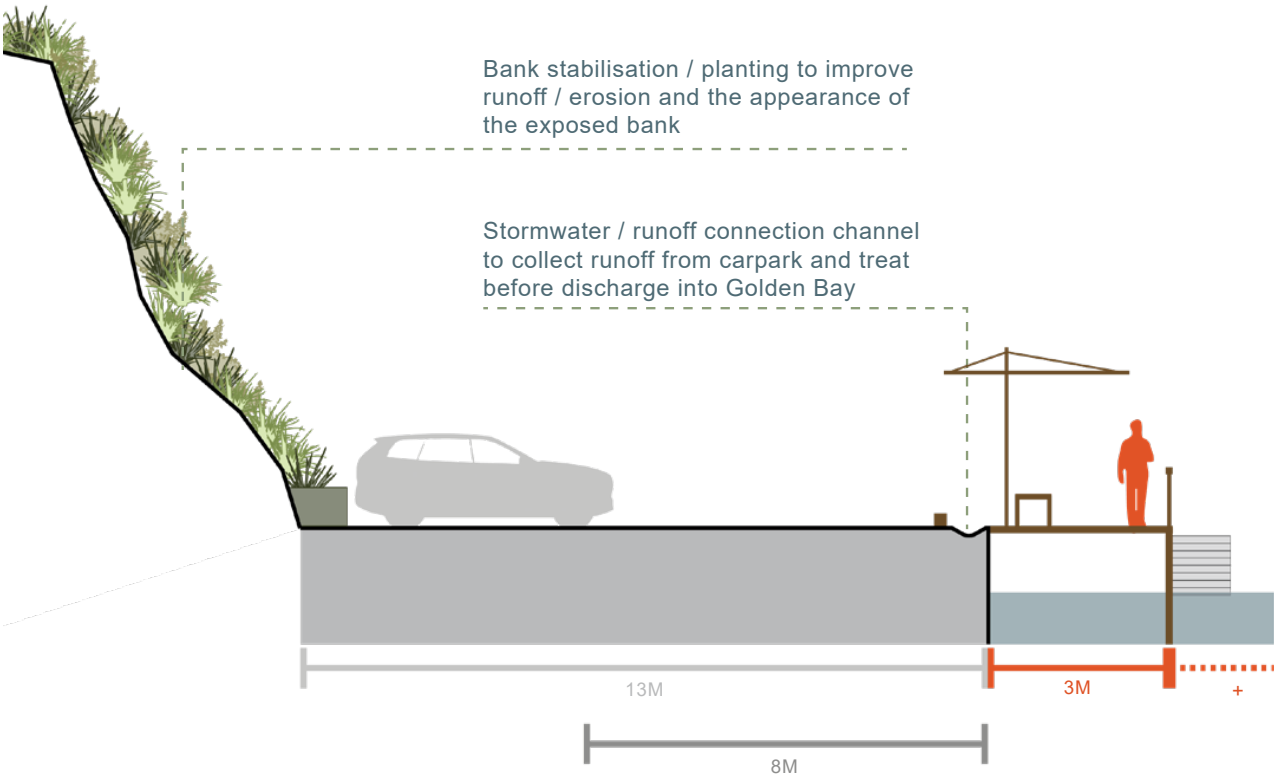 Bank stabilisation / planting to improve
runoff / erosion and the appearance of
the exposed bank
Stormwater / runoff connection channel
to collect runoff from carpark and treat
before discharge into Golden Bay
13M
3M
+
8M